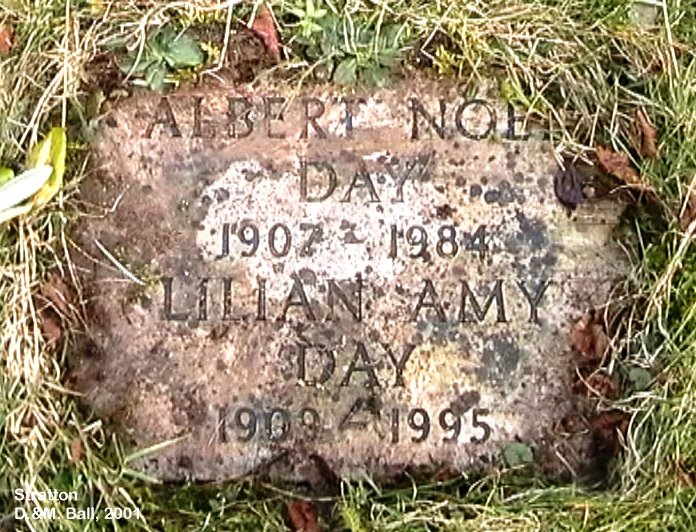 ALBERT NOEL
DAY
1907 - 1984
LILIAN AMY
DAY
1909 - 1995
Stratton
D. &M. Ball, 2001